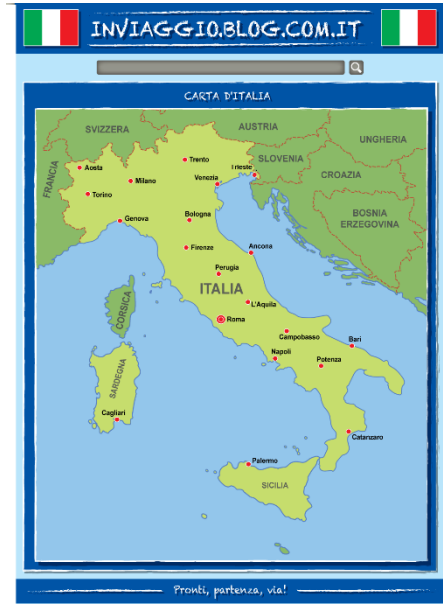 INVIAGGIO.BLOG.COM.IT
CARTA D'ITALIA
SVIZZERA
AUSTRIA
UNGHERIA
FRANCIA
SLOVENIA
CROAZIA
BOSNIA
ERZEGOVINA
Aosta
Trento
Trieste
Milano
Venezia
Torino
Genova
Bologna
Firenze
Ancona
Perugia
ITALIA
CORSICA
L'Aquila
Roma
Campobasso
Bari
Napoli
Potenza
SARDEGNA
Cagliari
Catanzaro
Palermo
SICILIA
Pronti, partenza, via!